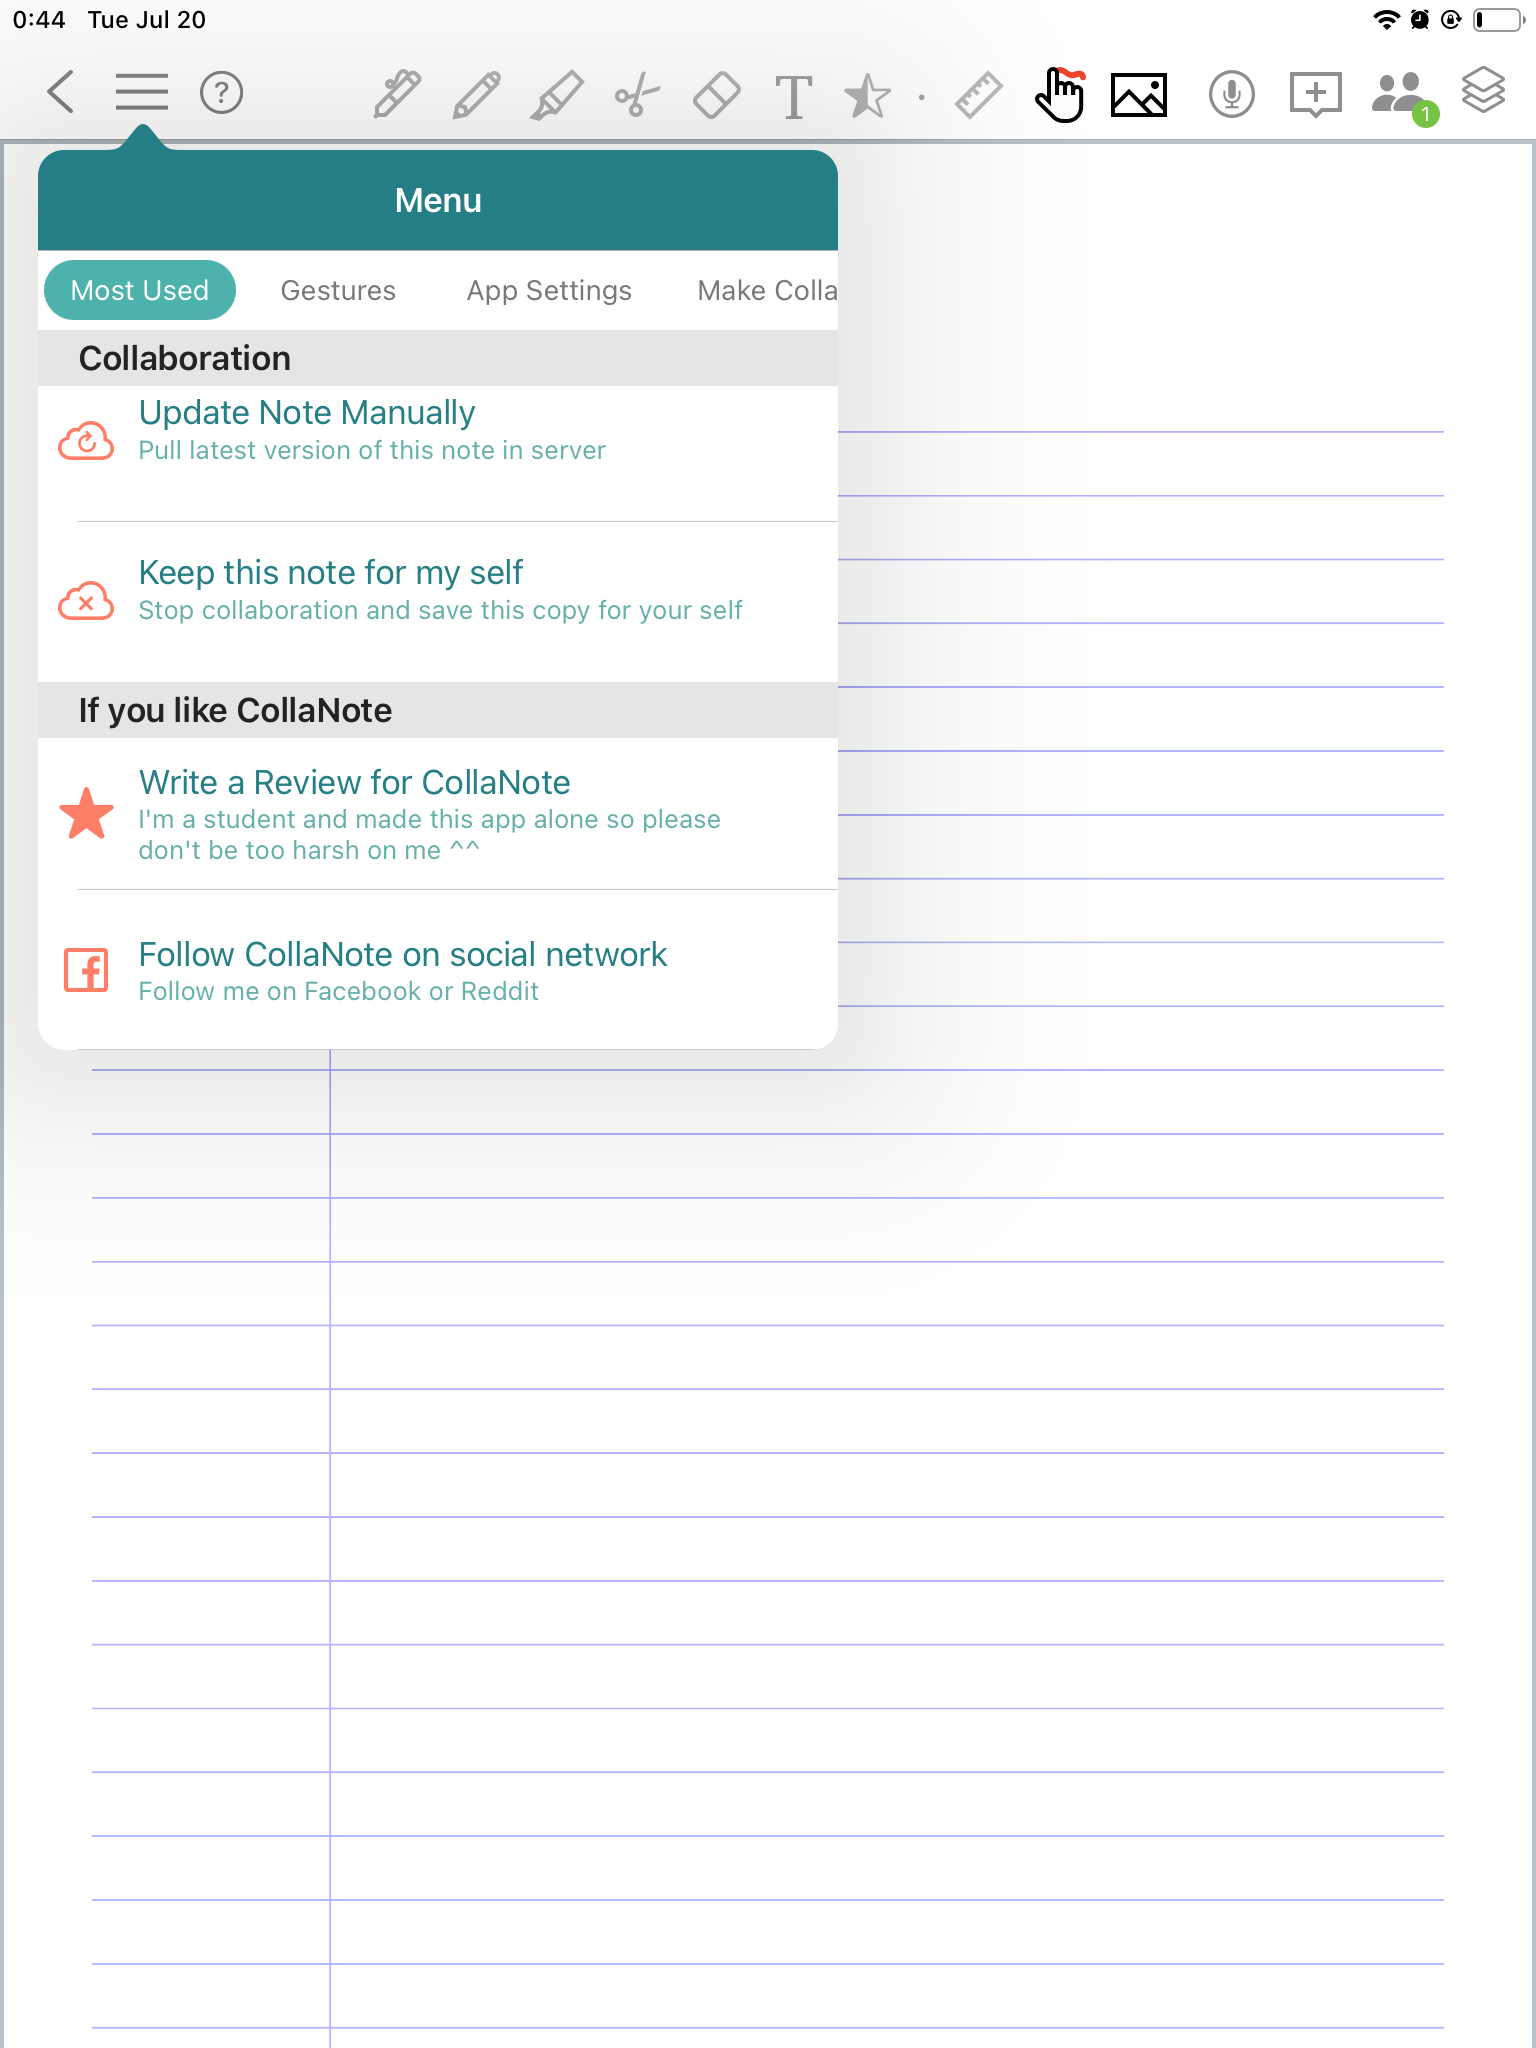 0:44 Tue Jul 20
?
T
1
Menu
Most Used Gestures App Settings Make Colla
Collaboration
Update Note Manually
Pull latest version of this note in server
Keep this note for my self
Stop collaboration and save this copy for your self
If you like CollaNote
Write a Review for CollaNote
I'm a student and made this app alone so please
don't be too harsh on me ^^
Follow CollaNote on social network
Follow me on Facebook or Reddit